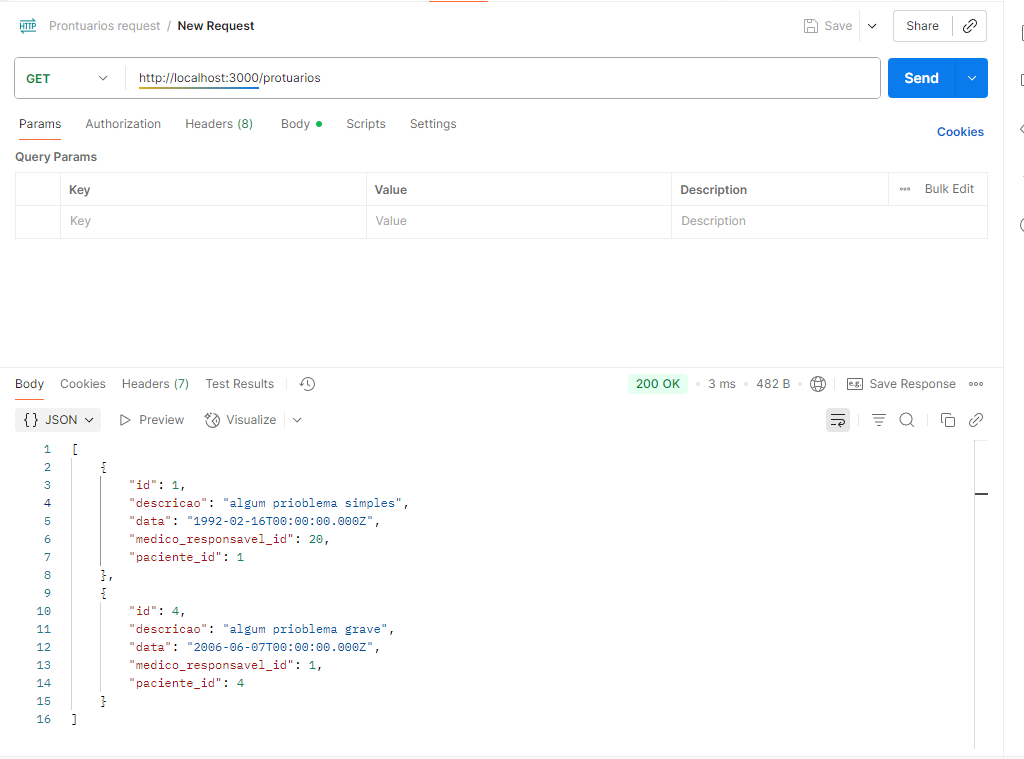 HTTP Prontuarios request / New Request Save Share
GET http://localhost:3000/protuarios Send
Params Authorization Headers (8) Body Scripts Settings Cookies
Query Params
Key Value Description Bulk Edit
Key Value Description
Body Cookies Headers (7) Test Results 200 OK 3 ms 482 B e.g. Save Response
{} JSON Preview Visualize
1 [
2 {
3 "id": 1,
4 "descricao": "algum prioblema simples",
5 "data": "1992-02-16T00:00:00.000Z",
6 "medico_responsavel_id": 20,
7 "paciente_id": 1
8 },
9 {
10 "id": 4,
11 "descricao": "algum prioblema grave",
12 "data": "2006-06-07T00:00:00.000Z",
13 "medico_responsavel_id": 1,
14 "paciente_id": 4
15 }
16 ]